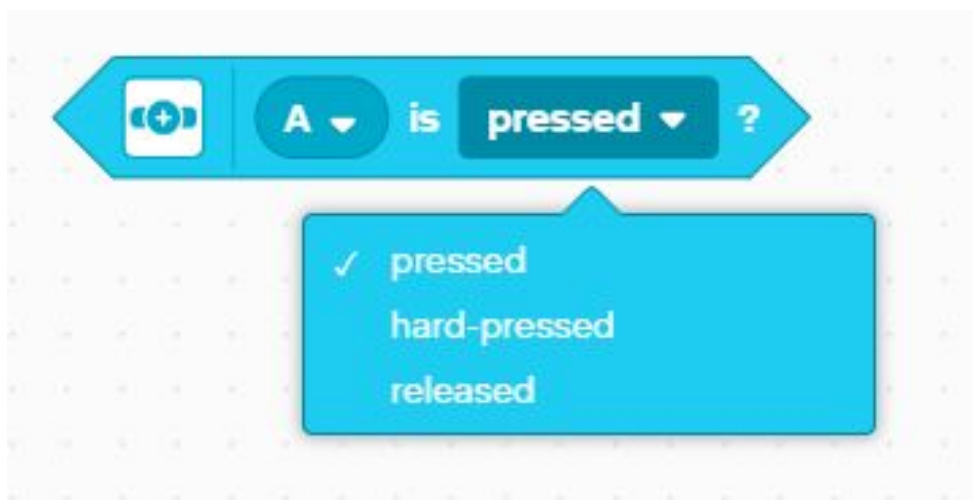 A is pressed ?
✓ pressed
hard-pressed
released